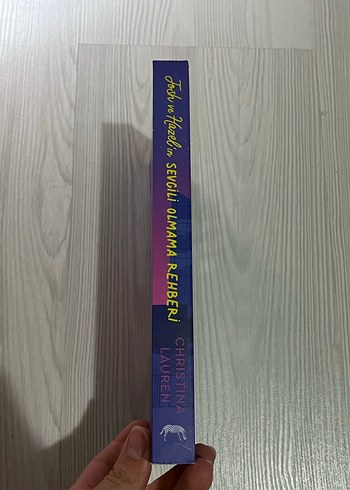 Josh ve Hazel'in SEVGİLİ OLMAMA REHBERİ
CHRISTINA
LAUREN